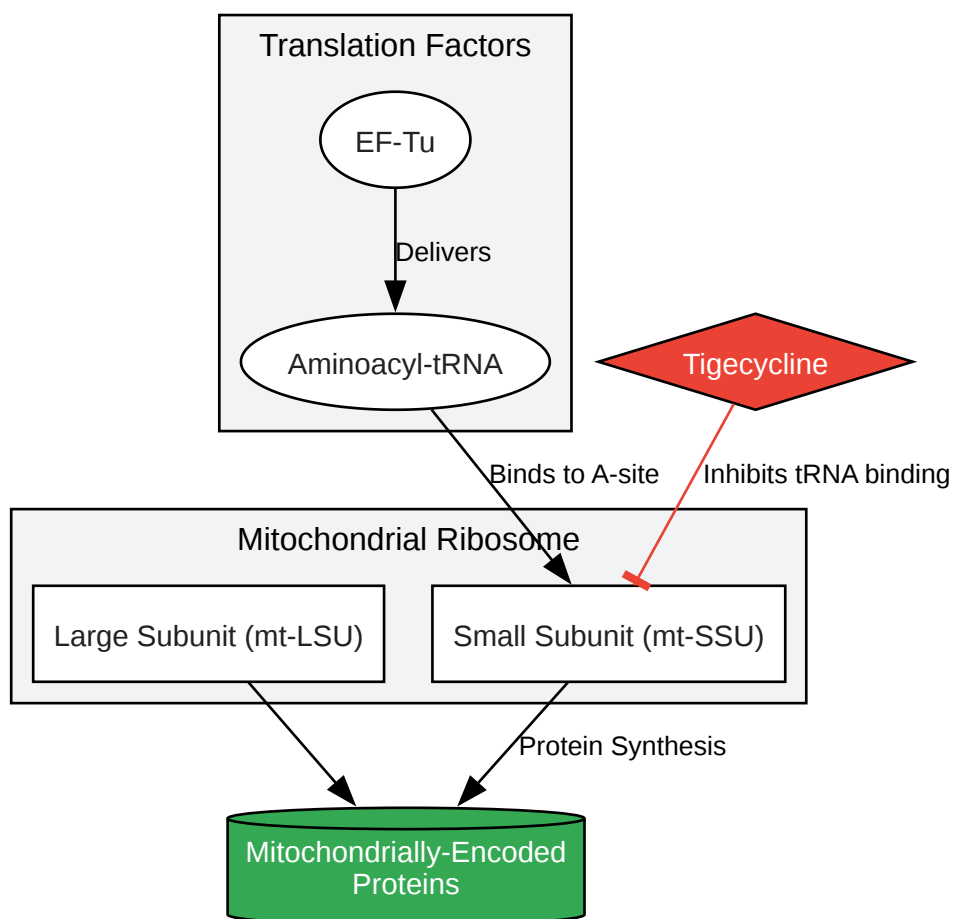 Translation Factors
EF-Tu
Delivers
Aminoacyl-tRNA
Tigecycline
Binds to A-site
Inhibits tRNA binding
Mitochondrial Ribosome
Large Subunit (mt-LSU)
Small Subunit (mt-SSU)
Protein Synthesis
Mitochondrially-Encoded
Proteins